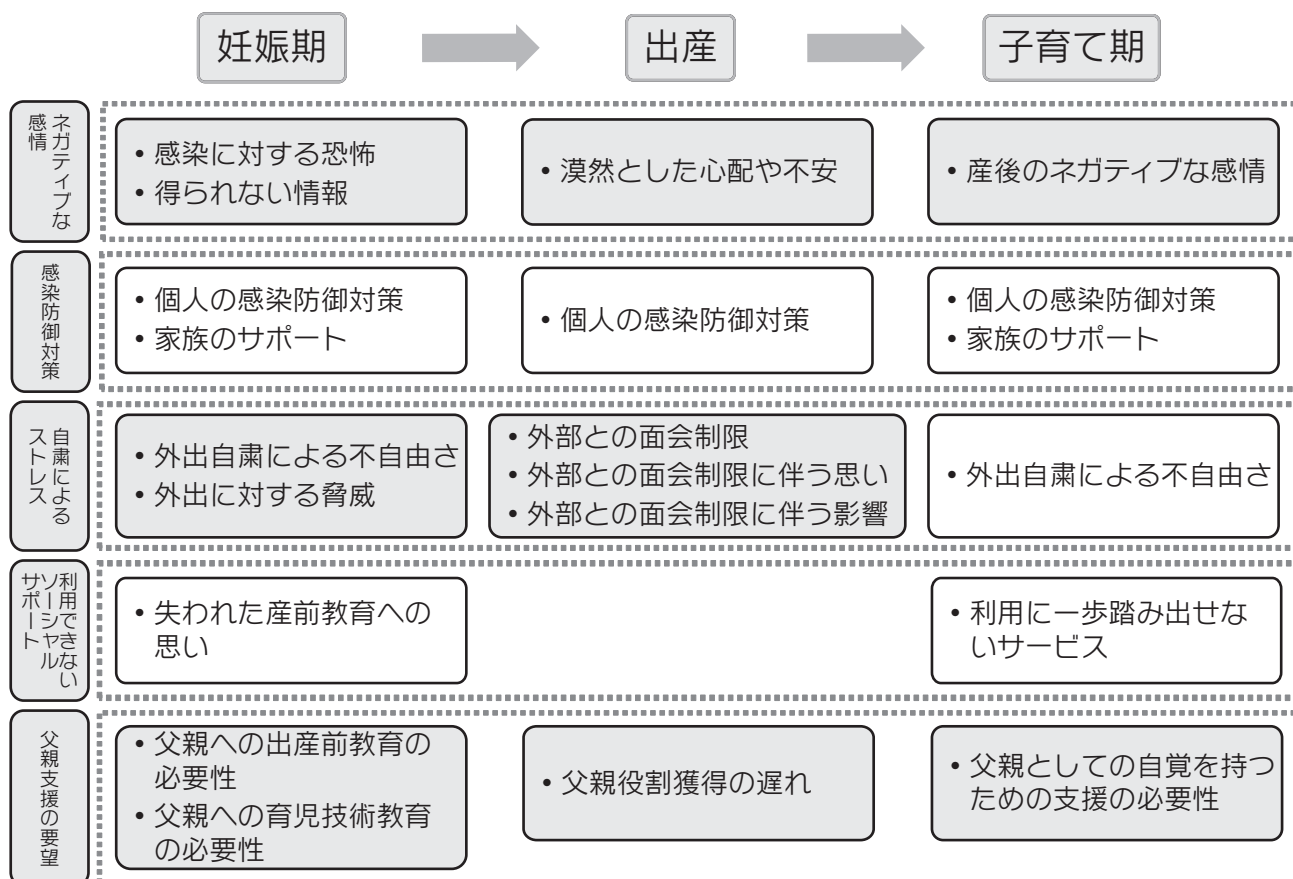 妊娠期
出産
子育て期
ネガティブな
感情
• 感染に対する恐怖
• 得られない情報
• 漠然とした心配や不安
• 産後のネガティブな感情
感染防御対策
• 個人の感染防御対策
• 家族のサポート
• 個人の感染防御対策
• 個人の感染防御対策
• 家族のサポート
自粛による
ストレス
• 外出自粛による不自由さ
• 外出に対する脅威
• 外部との面会制限
• 外部との面会制限に伴う思い
• 外部との面会制限に伴う影響
• 外出自粛による不自由さ
利用できない
ソーシャル
サポート
• 失われた産前教育への
思い
• 利用に一歩踏み出せな
いサービス
父親支援の要望
• 父親への出産前教育の
必要性
• 父親への育児技術教育
の必要性
• 父親役割獲得の遅れ
• 父親としての自覚を持つ
ための支援の必要性